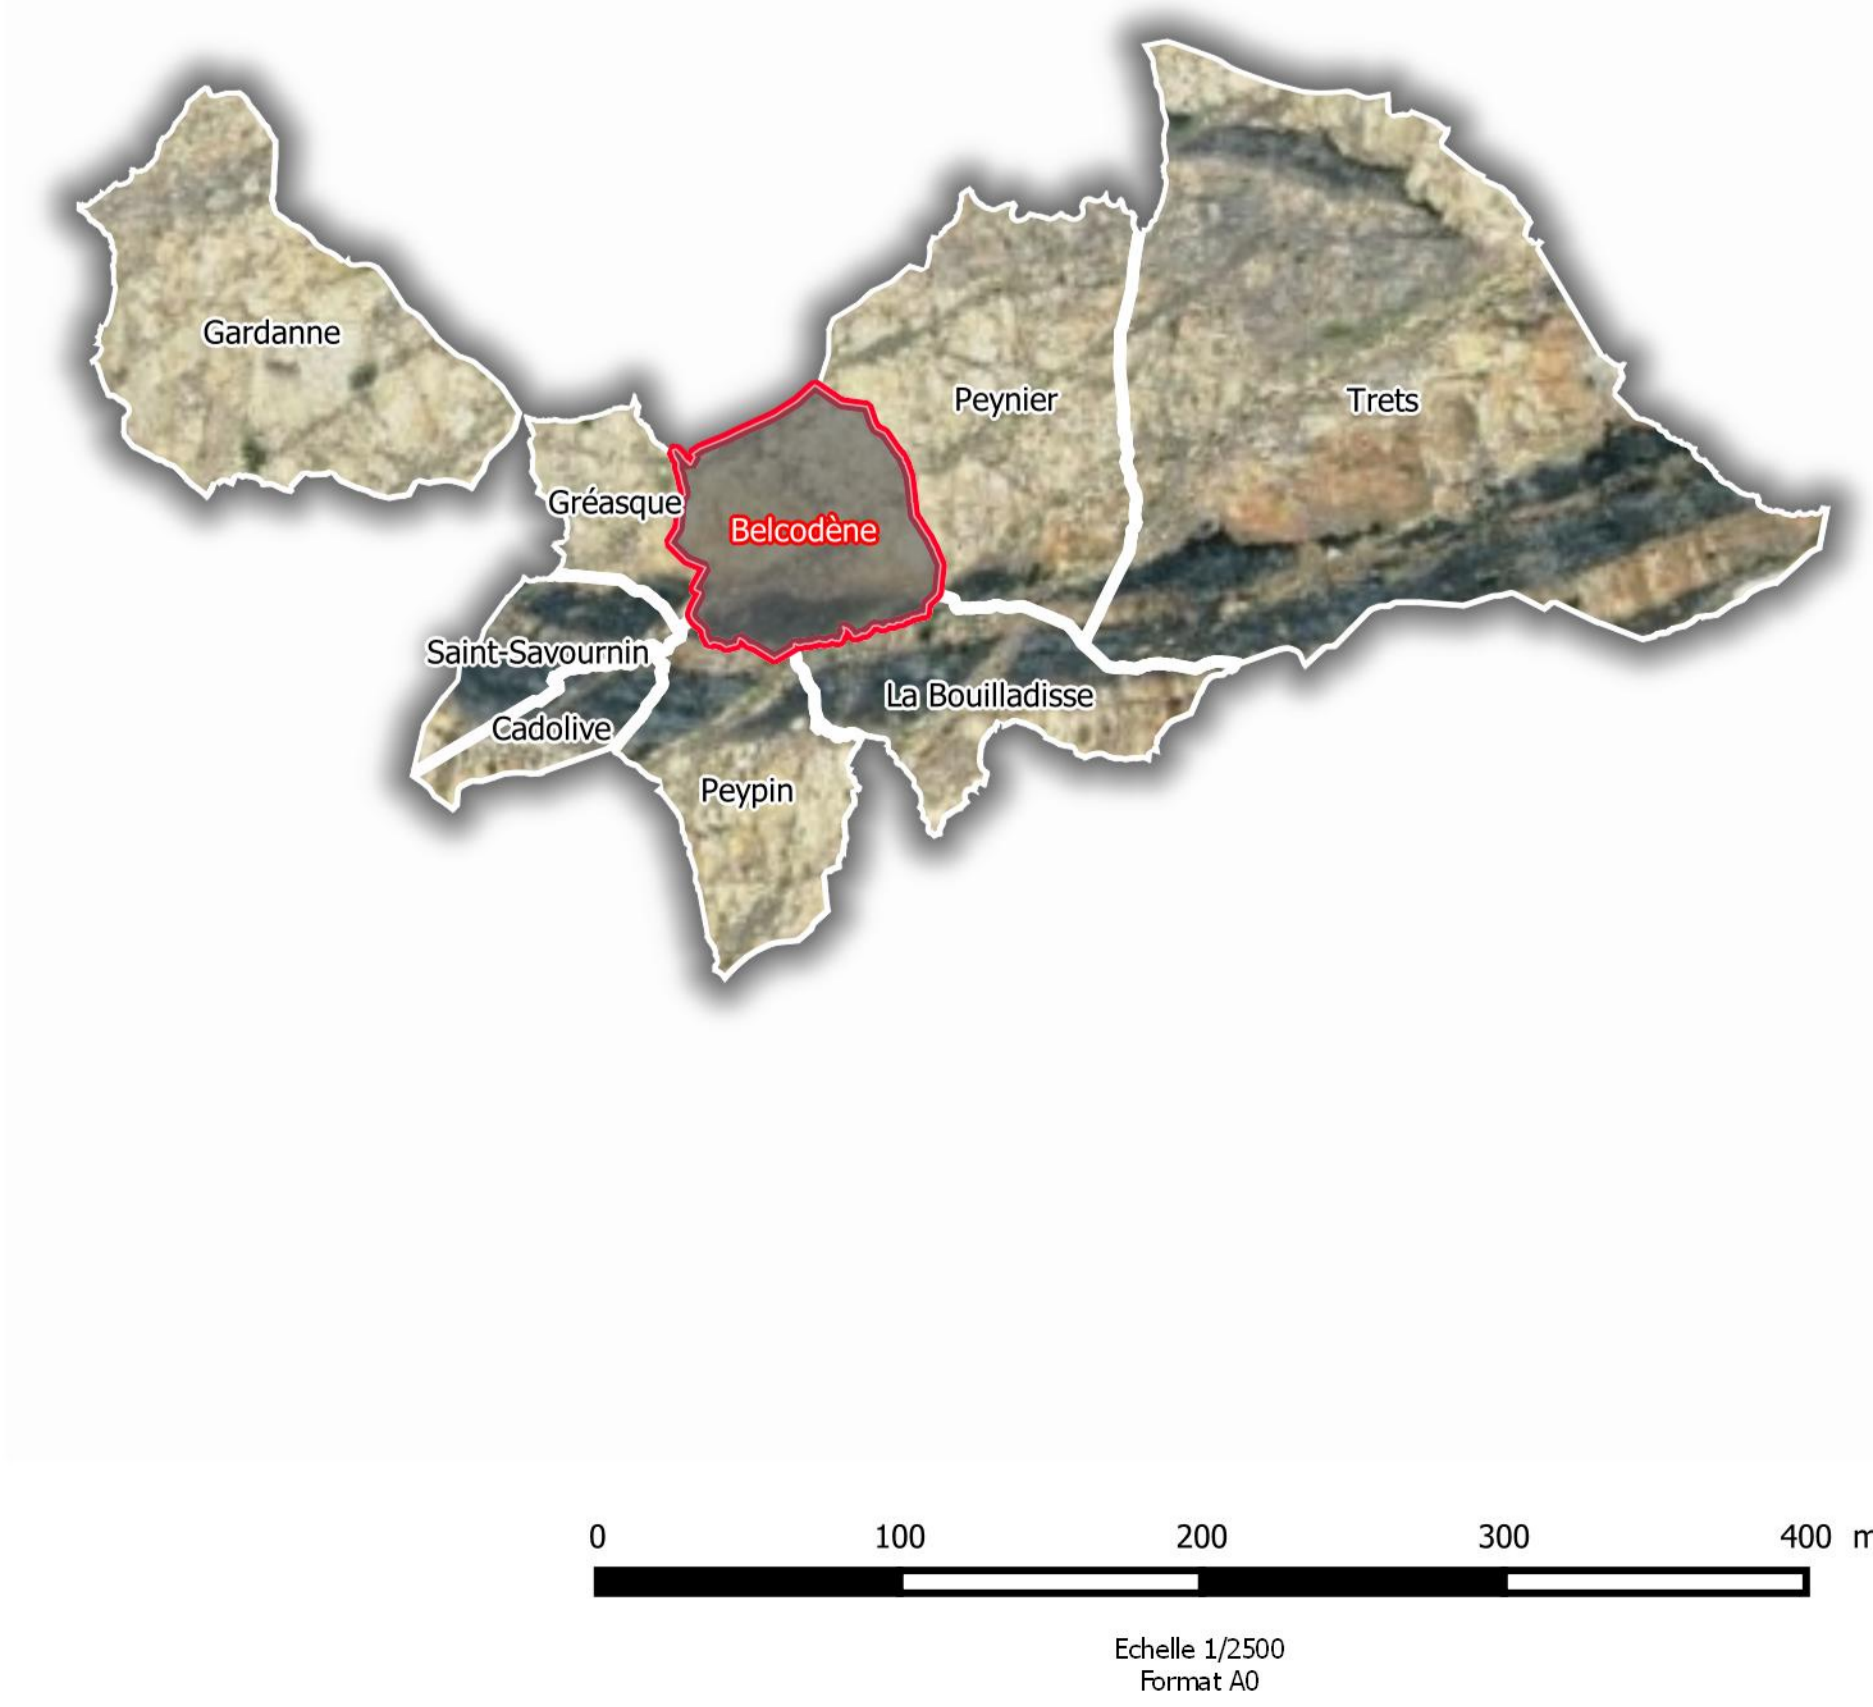 Gardanne
Peynier
Trets
Gréasque
Belcodène
Saint-Savournin
La Bouilladisse
Cadolive
Peypin
0 100 200 300 400 m
Echelle 1/2500
Format A0